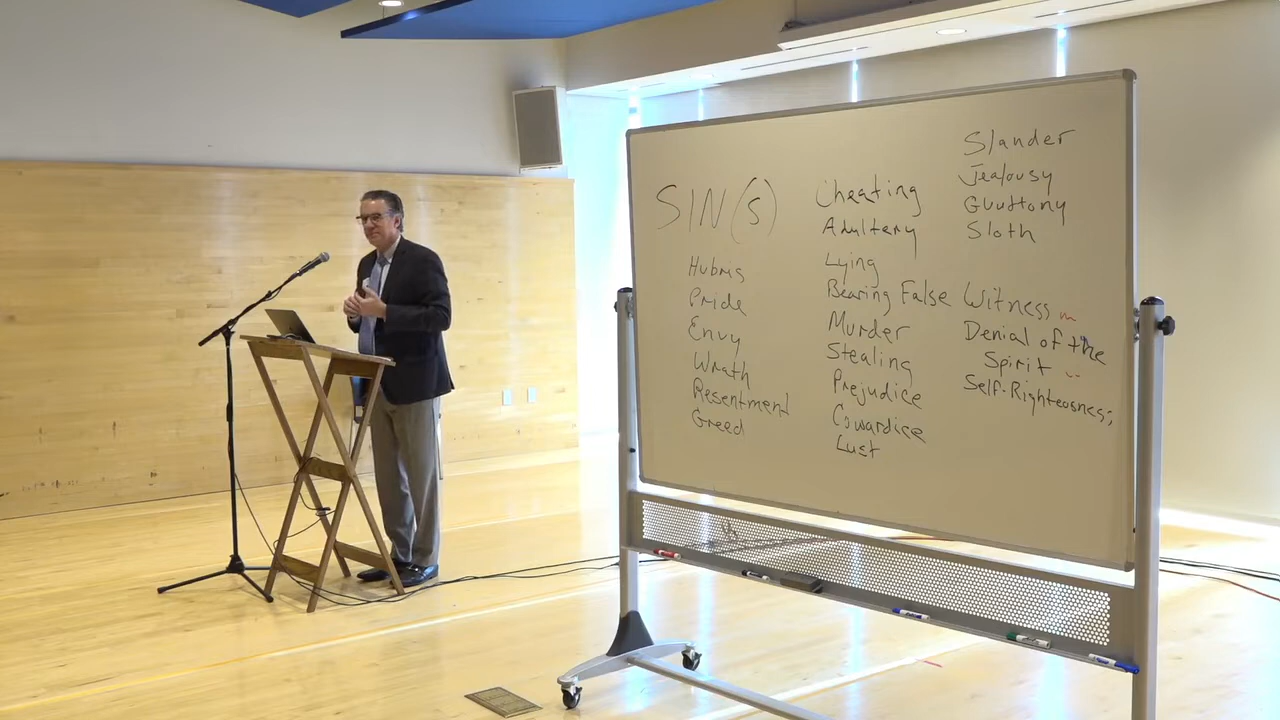 SIN(s)
Hubris
Pride
Envy
Wrath
Resentment
Greed
Cheating
Adultery
Lying
Bearing False Witness
Murder
Stealing
Prejudice
Cowardice
Lust
Slander
Jealousy
Gluttony
Sloth
Denial of the
Spirit
Self-Righteosness;